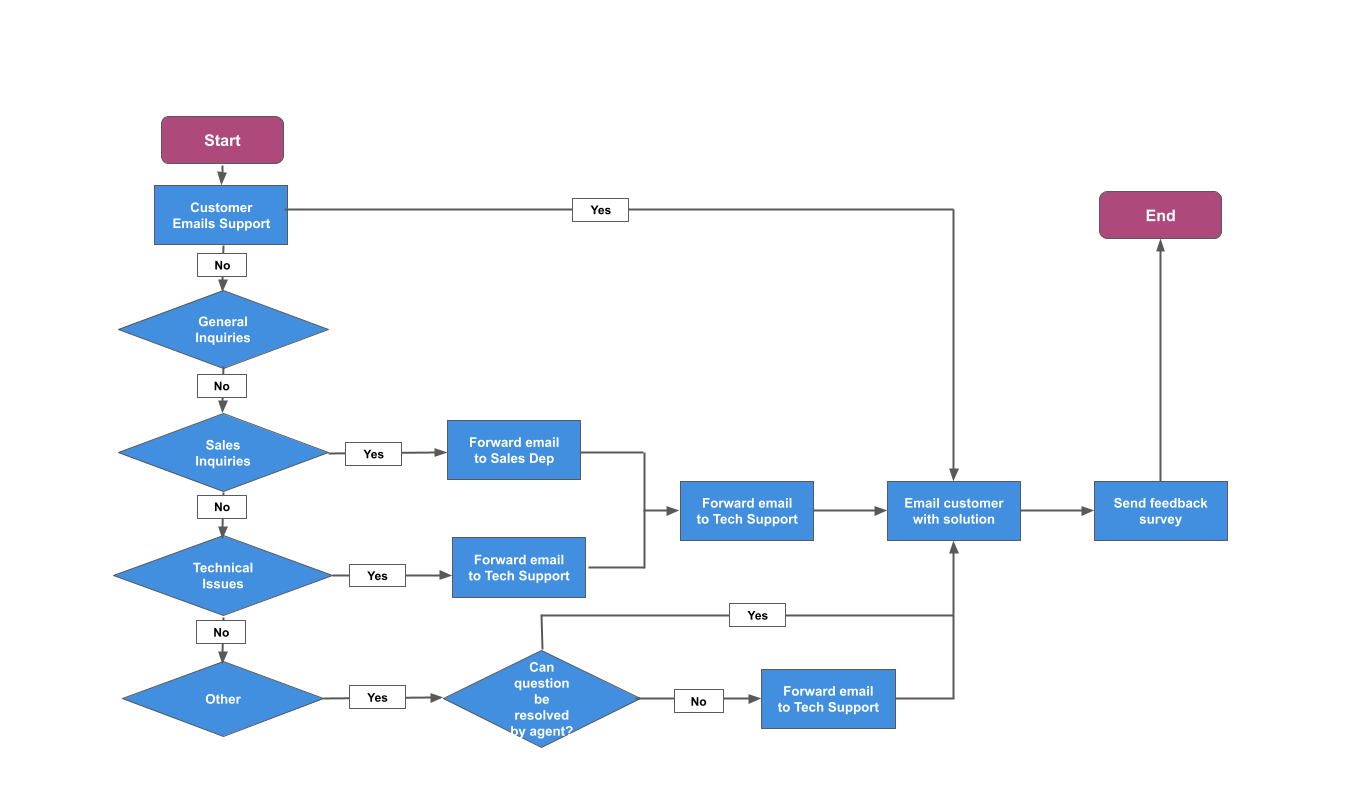 Start
Customer
Emails Support
Yes
End
No
General
Inquiries
No
Sales
Inquiries
Yes
Forward email
to Sales Dep
No
Forward email
to Tech Support
Email customer
with solution
Send feedback
survey
Technical
Issues
Yes
Forward email
to Tech Support
No
Yes
Other
Yes
Can
question
be
resolved
by agent?
No
Forward email
to Tech Support